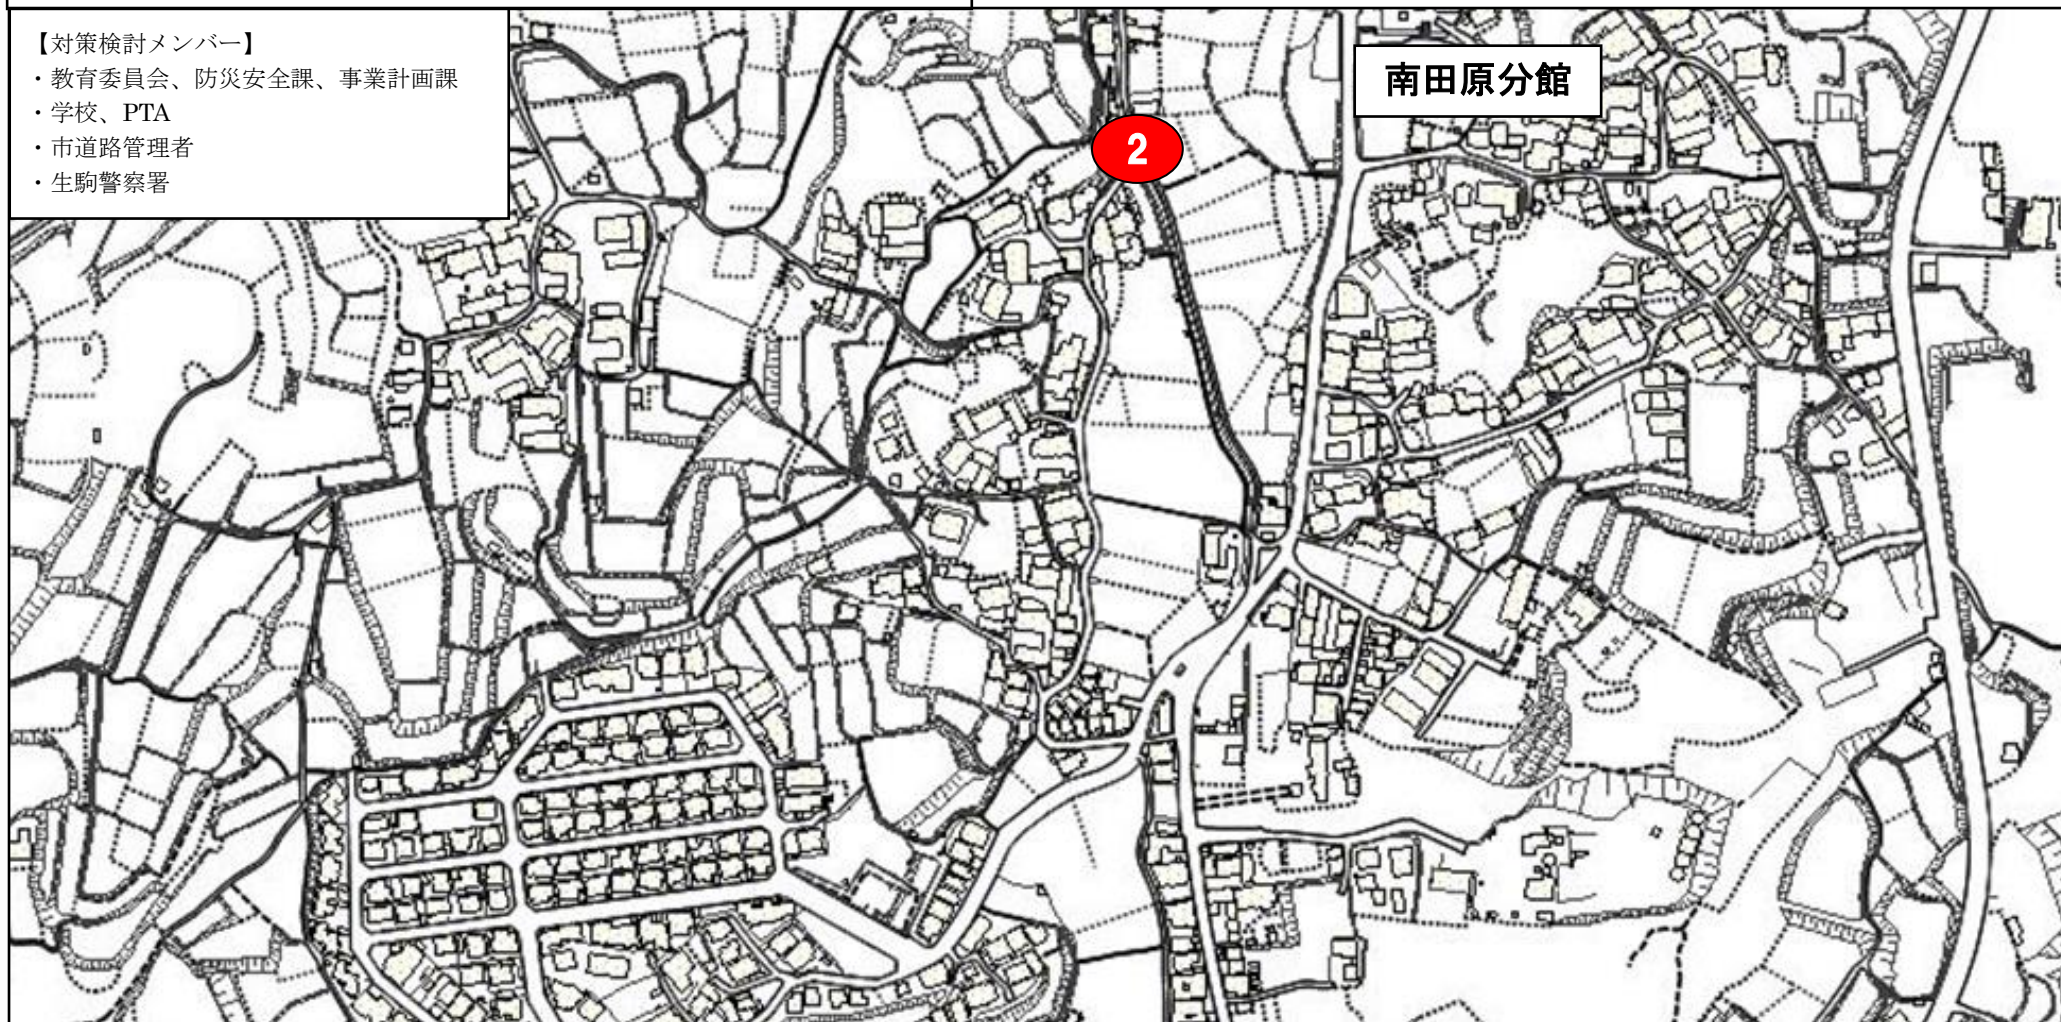 【対策検討メンバー】
・教育委員会、防災安全課、事業計画課
・学校、PTA
・市道路管理者
・生駒警察署
南田原分館
2